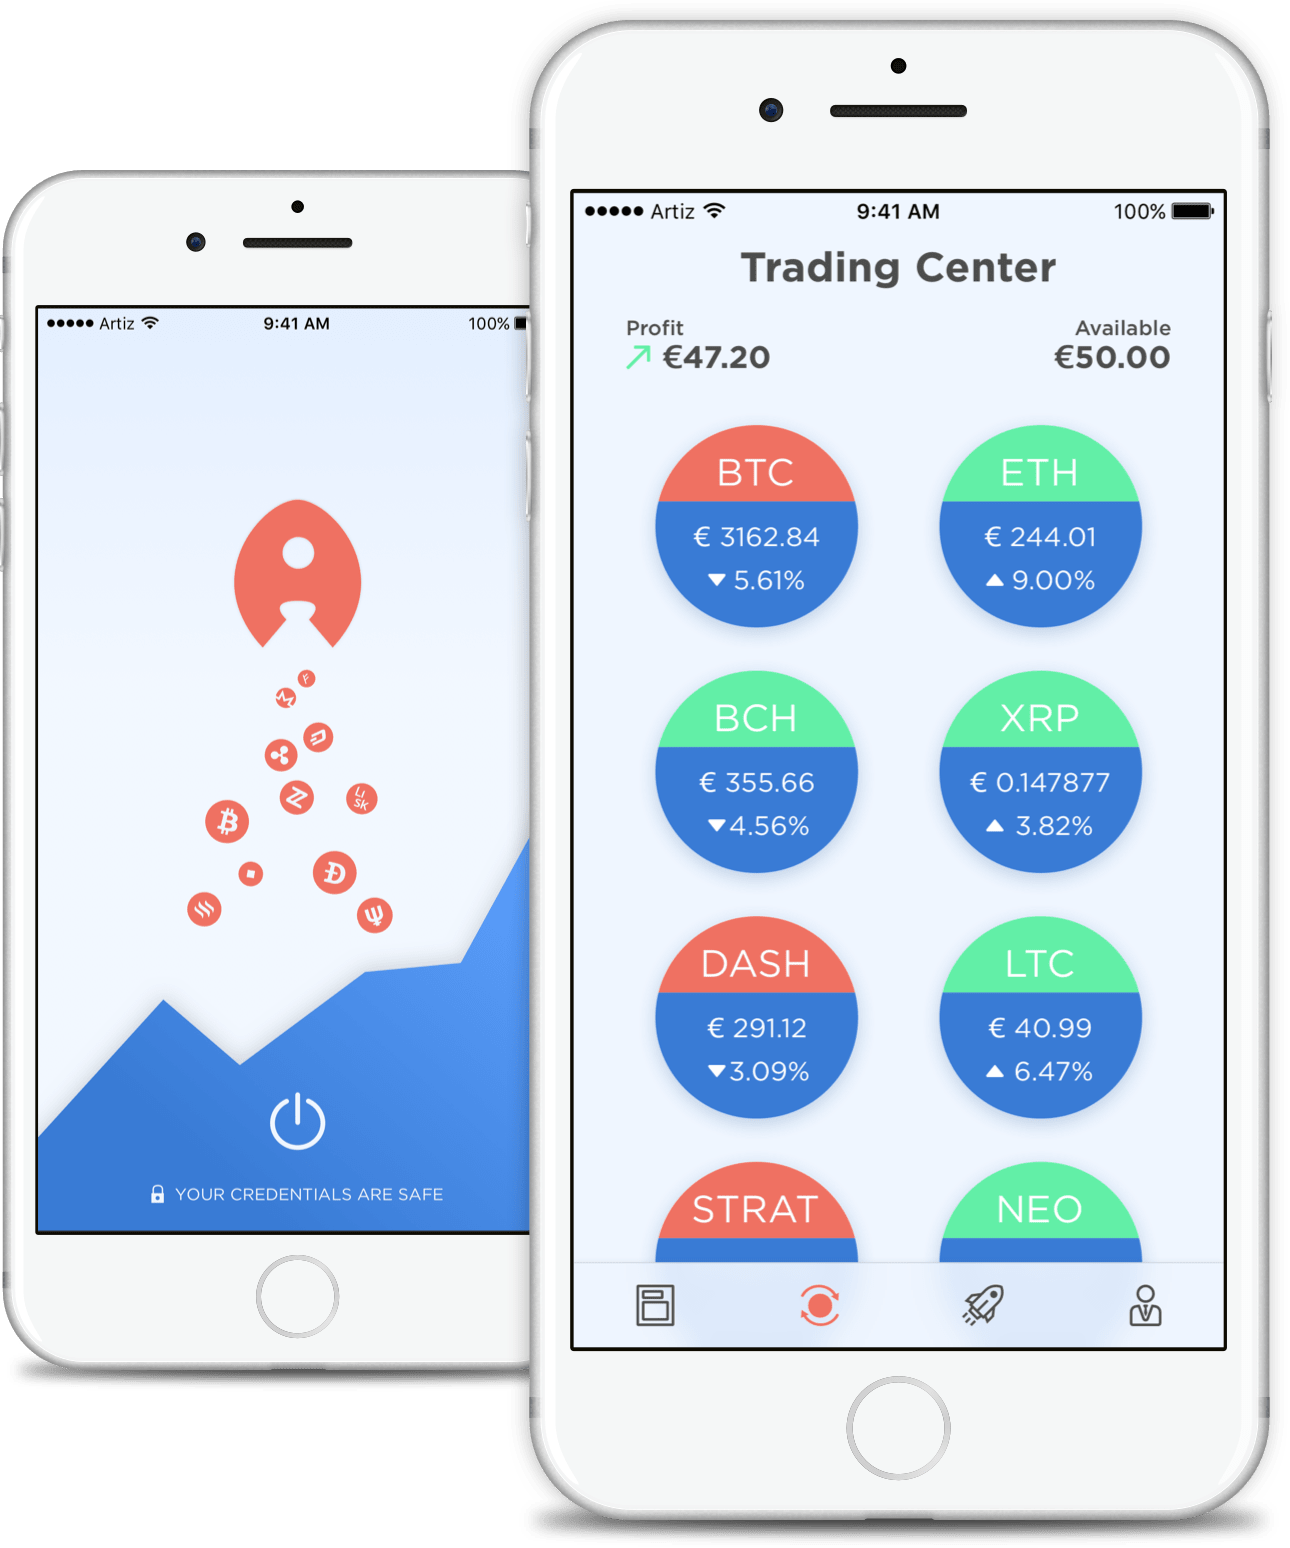 Artiz 9:41 AM 100%
YOUR CREDENTIALS ARE SAFE
LISK
Artiz 9:41 AM 100%
Trading Center
Profit Available
€47.20 €50.00
BTC ETH
€ 3162.84 € 244.01
▼ 5.61% ▲ 9.00%
BCH XRP
€ 355.66 € 0.147877
▼4.56% ▲ 3.82%
DASH LTC
€ 291.12 € 40.99
▼3.09% ▲ 6.47%
STRAT NEO